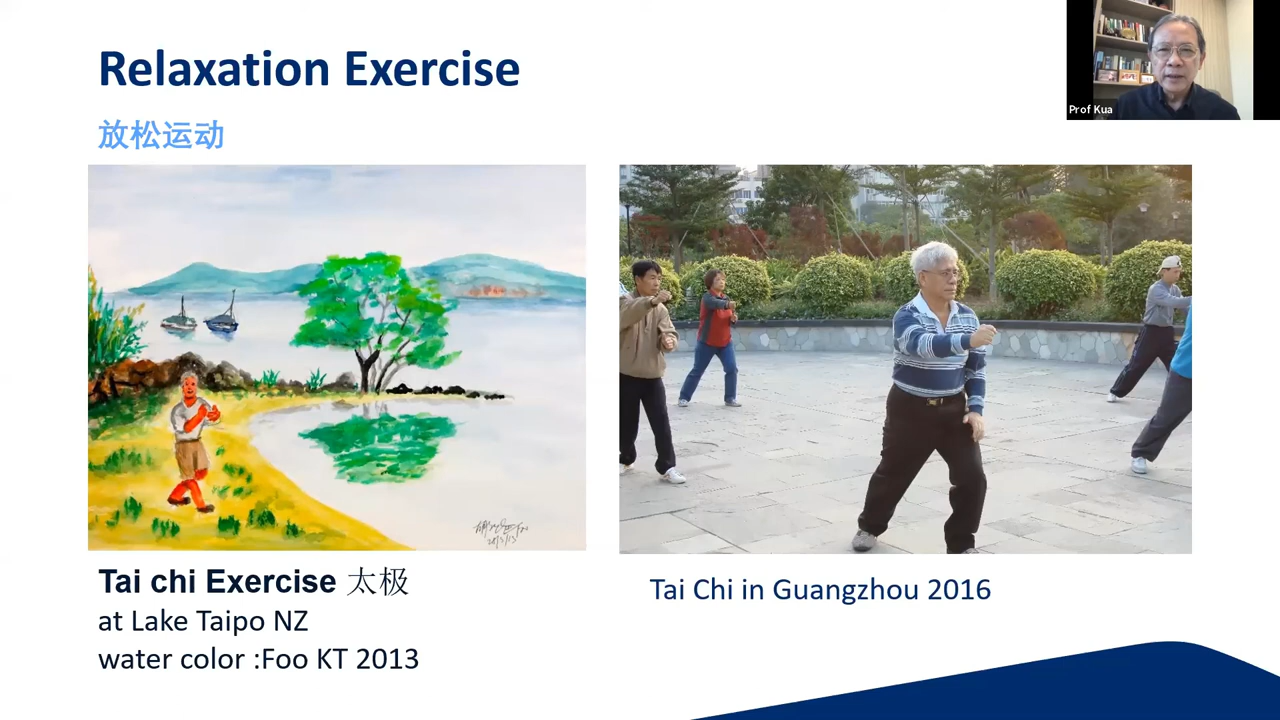 Relaxation Exercise
放松运动
Prof Kua
Tai chi Exercise 太极
at Lake Taipo NZ
water color :Foo KT 2013
Tai Chi in Guangzhou 2016